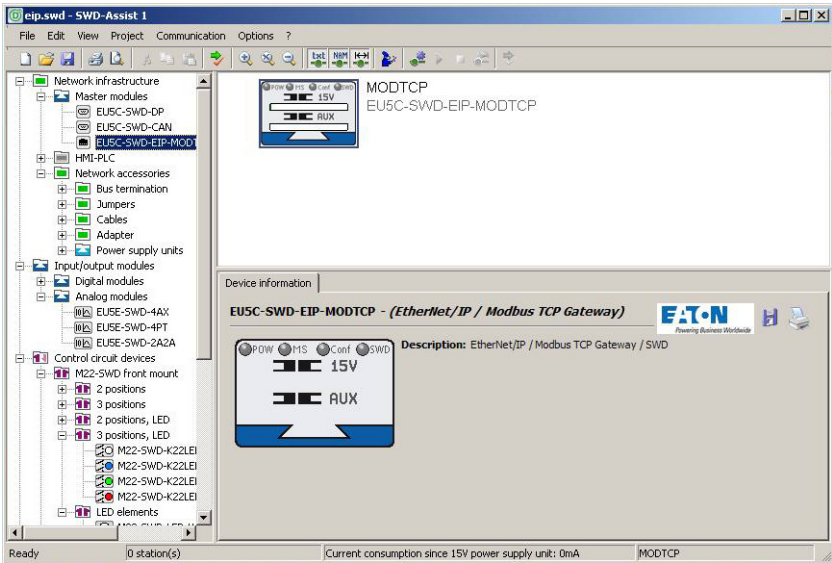 eip.swd - SWD-Assist 1
File Edit View Project Communication Options ?
txt NAM
Network infrastructure
Master modules
EU5C-SWD-DP
EU5C-SWD-CAN
EU5C-SWD-EIP-MODT
HMI-PLC
Network accessories
Bus termination
Jumpers
Cables
Adapter
Power supply units
Input/output modules
Digital modules
Analog modules
EU5E-SWD-4AX
EU5E-SWD-4PT
EU5E-SWD-2A2A
Control circuit devices
M22-SWD front mount
2 positions
3 positions
2 positions, LED
3 positions, LED
M22-SWD-K22LEI
M22-SWD-K22LEI
M22-SWD-K22LEI
M22-SWD-K22LEI
LED elements
POW MS Conf SWD
15V
AUX
MODTCP
EU5C-SWD-EIP-MODTCP
Device information
EU5C-SWD-EIP-MODTCP - (EtherNet/IP / Modbus TCP Gateway)
EATON
Powering Business Worldwide
POW MS Conf SWD
15V
AUX
Description: EtherNet/IP / Modbus TCP Gateway / SWD
Ready 0 station(s) Current consumption since 15V power supply unit: 0mA MODTCP